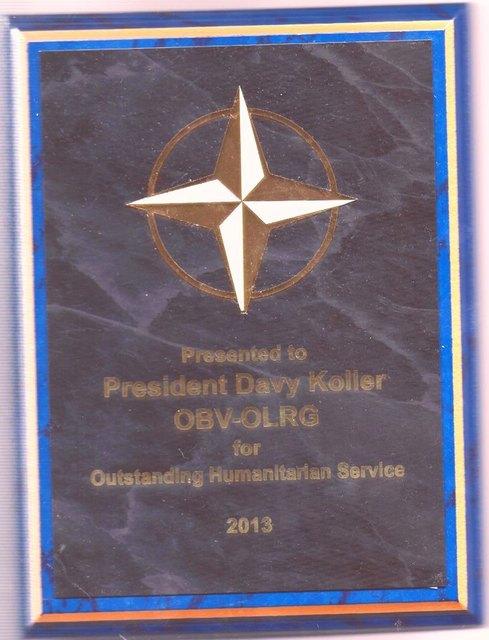 Presented to
President Davy Koller
OBV-OLRG
for
Outstanding Humanitarian Service
2013